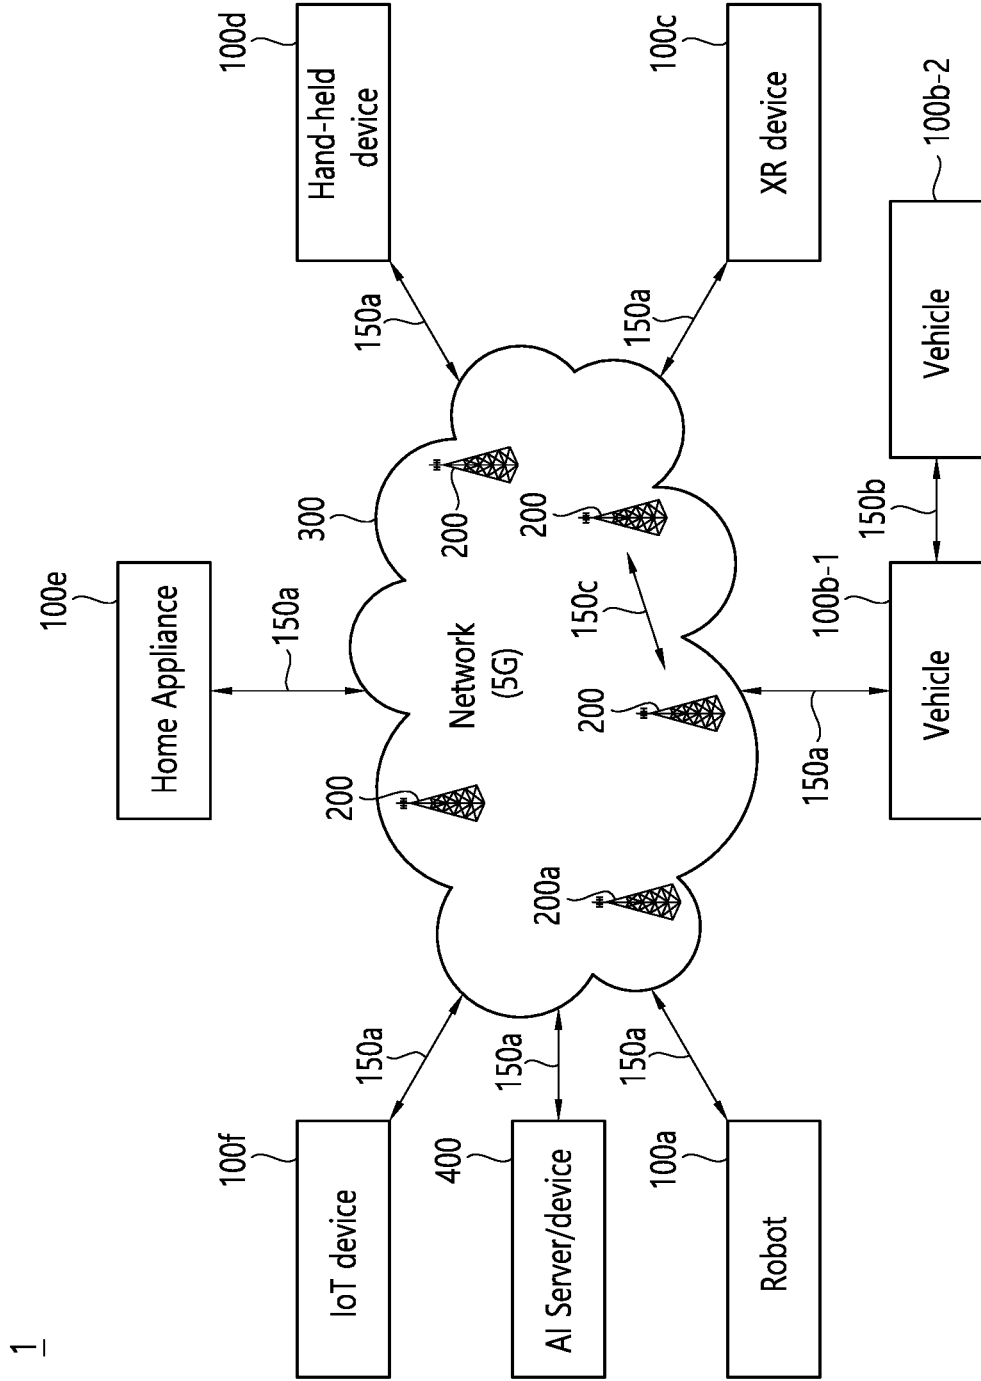 1
Home Appliance
100e
150a
IoT device
100f
150a
300
Hand-held
device
100d
150a
200
200
Network
(5G)
AI Server/device
400
150a
200a
200
200
150c
Robot
100a
150a
XR device
100c
150a
150a
Vehicle
100b-1
150b
Vehicle
100b-2